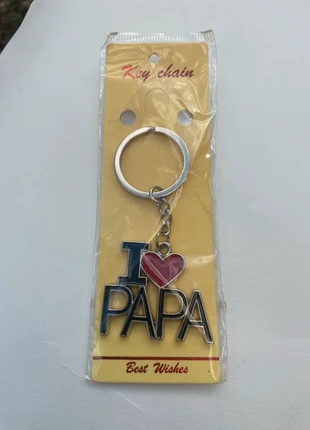 Key chain
I
PAPA
Best Wishes